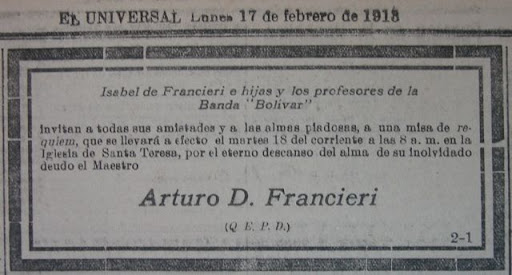 EL UNIVERSAL Lunes 17 de febrero de 1913
Isabel de Francieri e hijas y los profesores de la
Banda "Bolívar"
Invitan a todas sus amistades y a las almas piadosas, a una misa de re-
quiem, que se llevará a efecto el martes 18 del corriente a las 8 a. m. en la
Iglesia de Santa Teresa, por el eterno descanso del alma de su inolvidado
deudo el Maestro
Arturo D. Francieri
(Q E. P. D.)
2-1